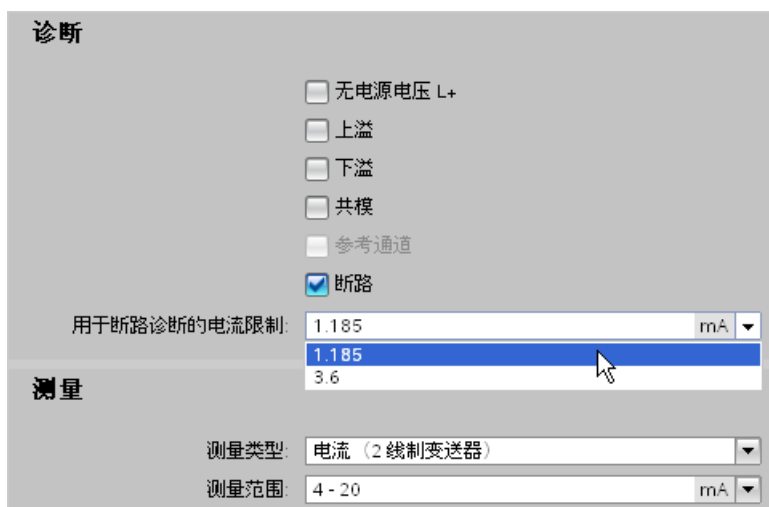 诊断
无电源电压 L+
上溢
下溢
共模
参考通道
断路
用于断路诊断的电流限制: 1.185 mA
1.185
3.6
测量
测量类型: 电流（2 线制变送器）
测量范围: 4 - 20 mA